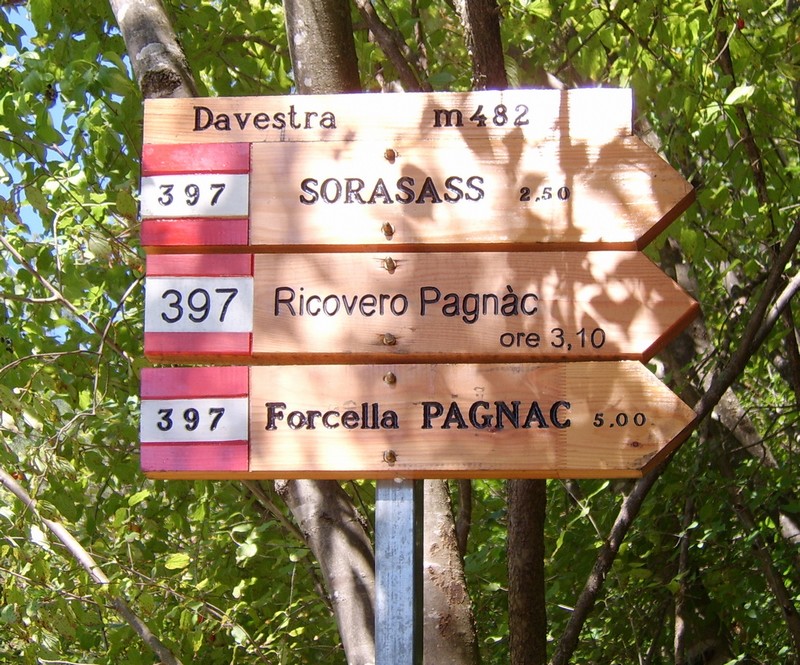 Davestra m482
397 SORASASS 2,50
397 Ricovero Pagnàc
ore 3,10
397 Forcella PAGNAC 5.00